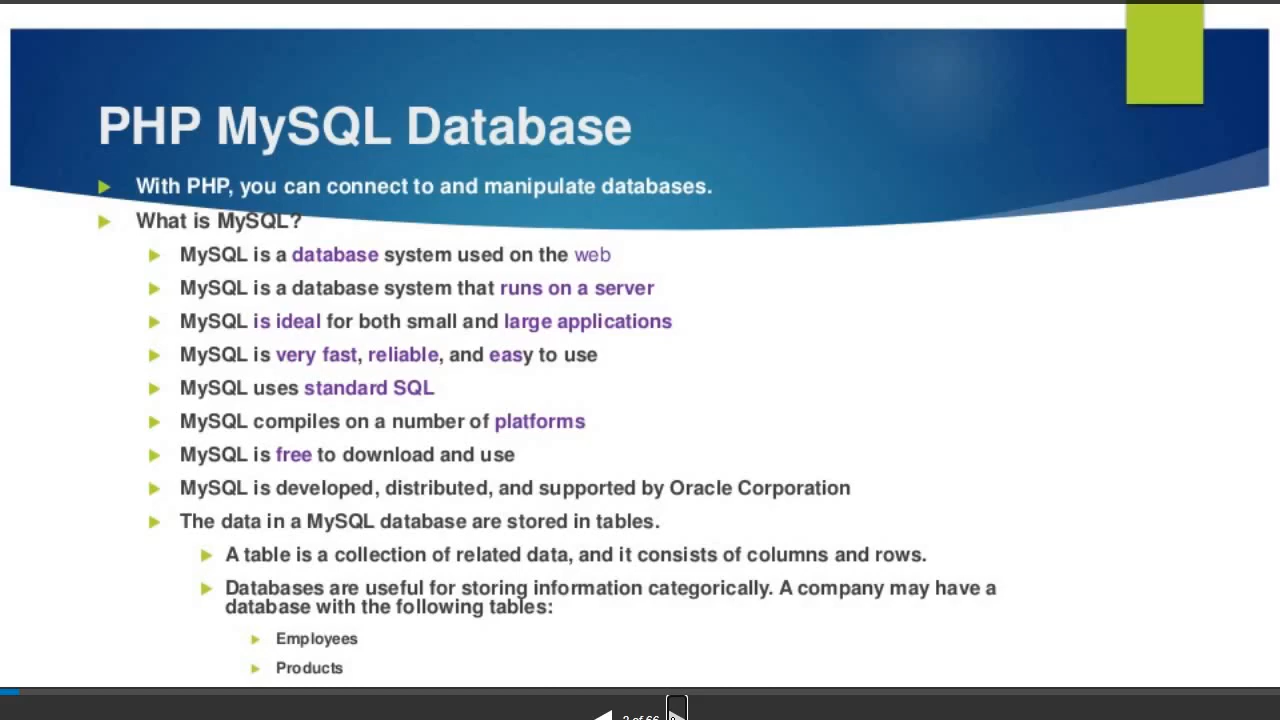 PHP MySQL Database
With PHP, you can connect to and manipulate databases.
What is MySQL?
MySQL is a database system used on the web
MySQL is a database system that runs on a server
MySQL is ideal for both small and large applications
MySQL is very fast, reliable, and easy to use
MySQL uses standard SQL
MySQL compiles on a number of platforms
MySQL is free to download and use
MySQL is developed, distributed, and supported by Oracle Corporation
The data in a MySQL database are stored in tables.
A table is a collection of related data, and it consists of columns and rows.
Databases are useful for storing information categorically. A company may have a
database with the following tables:
Employees
Products
2 of 66